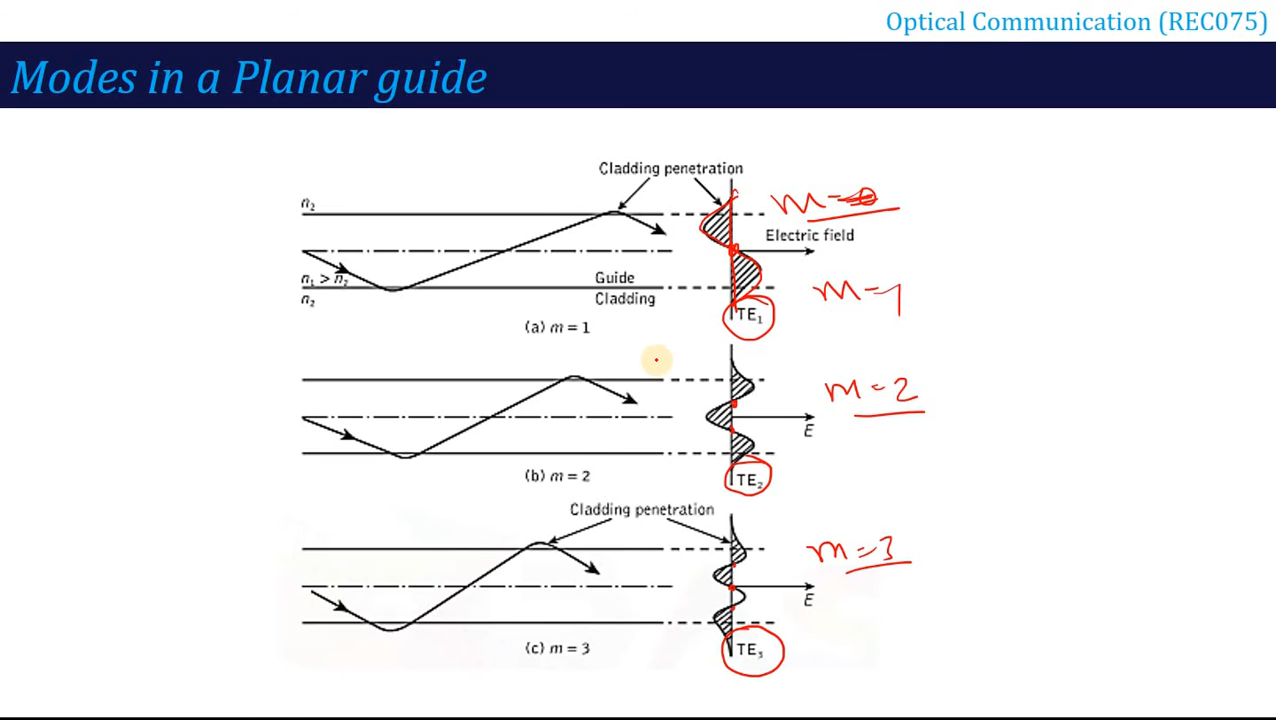 Optical Communication (REC075)
Modes in a Planar guide
Cladding penetration
n₂
m=
Electric field
n₁ > n₂
Guide
n₂
Cladding
m=1
TE₁
(a) m = 1
m=2
E
(b) m = 2
TE₂
Cladding penetration
m=3
E
(c) m = 3
TE₃